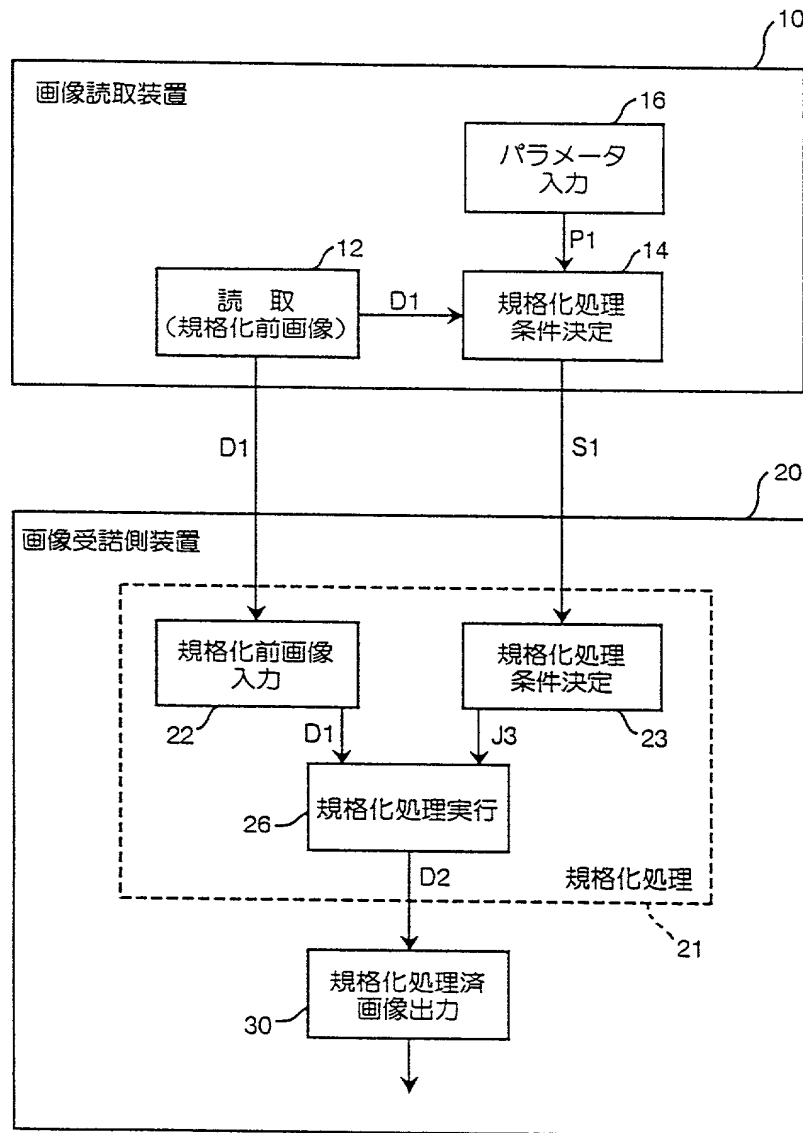 10
画像読取装置
16
パラメータ
入力
P1
12
14
読 取
(規格化前画像)
D1
規格化処理
条件決定
D1
S1
20
画像受諾側装置
規格化前画像
入力
規格化処理
条件決定
22
D1
J3
23
26
規格化処理実行
D2
規格化処理
21
規格化処理済
画像出力
30